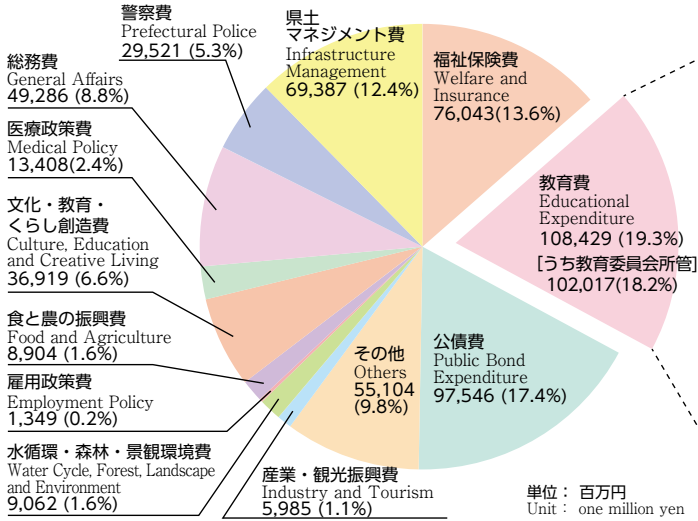 警察費
Prefectural Police
29,521 (5.3%)
県土
マネジメント費
Infrastructure
Management
69,387 (12.4%)
福祉保険費
Welfare and
Insurance
76,043(13.6%)
総務費
General Affairs
49,286 (8.8%)
医療政策費
Medical Policy
13,408(2.4%)
教育費
Educational
Expenditure
108,429 (19.3%)
[うち教育委員会所管]
102,017(18.2%)
文化・教育・
くらし創造費
Culture, Education
and Creative Living
36,919 (6.6%)
食と農の振興費
Food and Agriculture
8,904 (1.6%)
その他
Others
55,104
(9.8%)
公債費
Public Bond
Expenditure
97,546 (17.4%)
雇用政策費
Employment Policy
1,349 (0.2%)
水循環・森林・景観環境費
Water Cycle, Forest, Landscape
and Environment
9,062 (1.6%)
産業・観光振興費
Industry and Tourism
5,985 (1.1%)
単位： 百万円
Unit： one million yen